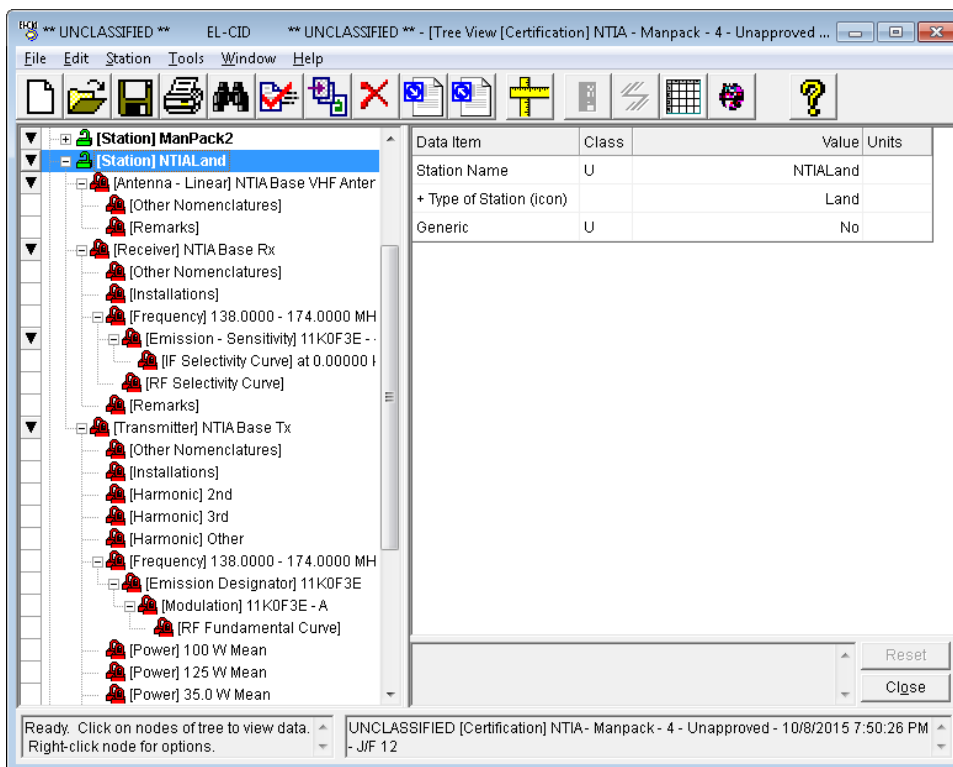 ** UNCLASSIFIED ** EL-CID ** UNCLASSIFIED ** - [Tree View [Certification] NTIA - Manpack - 4 - Unapproved ...
File Edit Station Tools Window Help
[Station] ManPack2
[Station] NTIALand
[Antenna - Linear] NTIA Base VHF Anter
[Other Nomenclatures]
[Remarks]
[Receiver] NTIA Base Rx
[Other Nomenclatures]
[Installations]
[Frequency] 138.0000 - 174.0000 MH
[Emission - Sensitivity] 11K0F3E - -
[IF Selectivity Curve] at 0.00000 k
[RF Selectivity Curve]
[Remarks]
[Transmitter] NTIA Base Tx
[Other Nomenclatures]
[Installations]
[Harmonic] 2nd
[Harmonic] 3rd
[Harmonic] Other
[Frequency] 138.0000 - 174.0000 MH
[Emission Designator] 11K0F3E
[Modulation] 11K0F3E - A
[RF Fundamental Curve]
[Power] 100 W Mean
[Power] 125 W Mean
[Power] 35.0 W Mean
Data Item Class Value Units
Station Name U NTIALand
+ Type of Station (icon) Land
Generic U No
Reset
Close
Ready. Click on nodes of tree to view data.
Right-click node for options.
UNCLASSIFIED [Certification] NTIA - Manpack - 4 - Unapproved - 10/8/2015 7:50:26 PM
- J/F 12